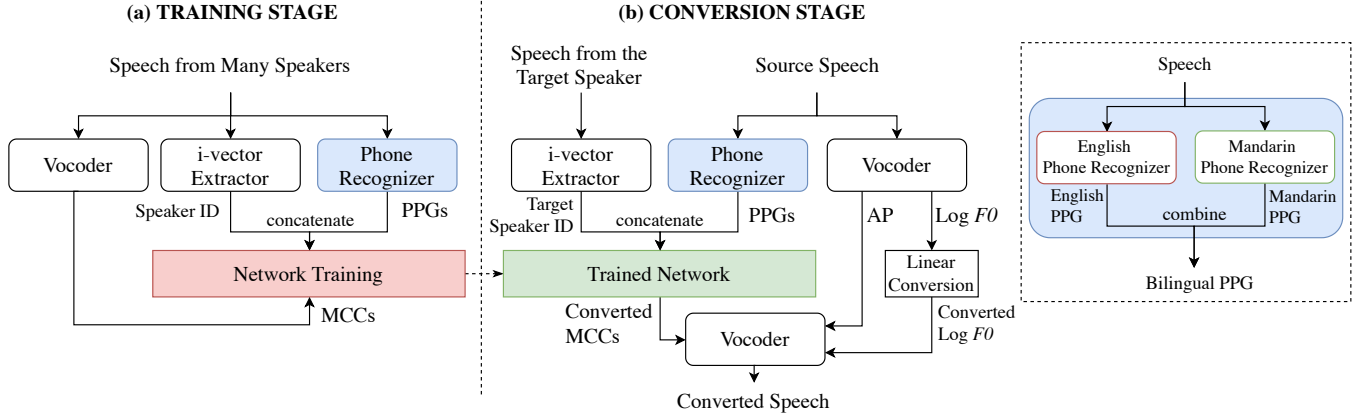 (a) TRAINING STAGE
Speech from Many Speakers
Vocoder
i-vector
Extractor
Phone
Recognizer
Speaker ID
concatenate
PPGs
Network Training
MCCs
(b) CONVERSION STAGE
Speech from the
Target Speaker
Source Speech
i-vector
Extractor
Phone
Recognizer
Vocoder
Target
Speaker ID
concatenate
PPGs
AP
Log F0
Trained Network
Linear
Conversion
Converted
MCCs
Converted
Log F0
Vocoder
Converted Speech
Speech
English
Phone Recognizer
Mandarin
Phone Recognizer
English
PPG
combine
Mandarin
PPG
Bilingual PPG